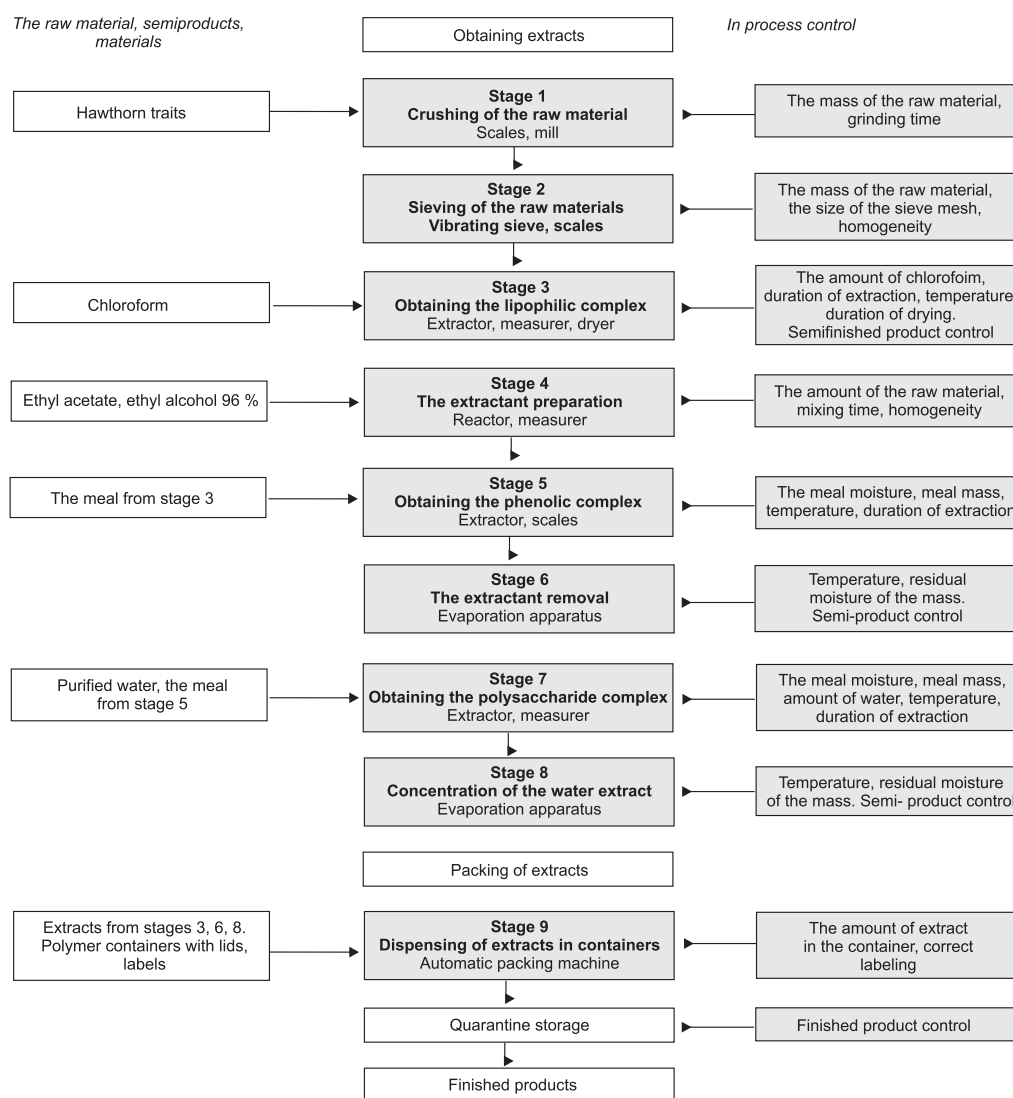 The raw material, semiproducts,
materials
Obtaining extracts
In process control
Hawthorn traits
Stage 1
Crushing of the raw material
Scales, mill
The mass of the raw material,
grinding time
Stage 2
Sieving of the raw materials
Vibrating sieve, scales
The mass of the raw material,
the size of the sieve mesh,
homogeneity
Chloroform
Stage 3
Obtaining the lipophilic complex
Extractor, measurer, dryer
The amount of chlorofoim,
duration of extraction, temperature
duration of drying.
Semifinished product control
Ethyl acetate, ethyl alcohol 96 %
Stage 4
The extractant preparation
Reactor, measurer
The amount of the raw material,
mixing time, homogeneity
The meal from stage 3
Stage 5
Obtaining the phenolic complex
Extractor, scales
The meal moisture, meal mass,
temperature, duration of extraction
Stage 6
The extractant removal
Evaporation apparatus
Temperature, residual
moisture of the mass.
Semi-product control
Purified water, the meal
from stage 5
Stage 7
Obtaining the polysaccharide complex
Extractor, measurer
The meal moisture, meal mass,
amount of water, temperature,
duration of extraction
Stage 8
Concentration of the water extract
Evaporation apparatus
Temperature, residual moisture
of the mass. Semi- product control
Packing of extracts
Extracts from stages 3, 6, 8.
Polymer containers with lids,
labels
Stage 9
Dispensing of extracts in containers
Automatic packing machine
The amount of extract
in the container, correct
labeling
Quarantine storage
Finished product control
Finished products